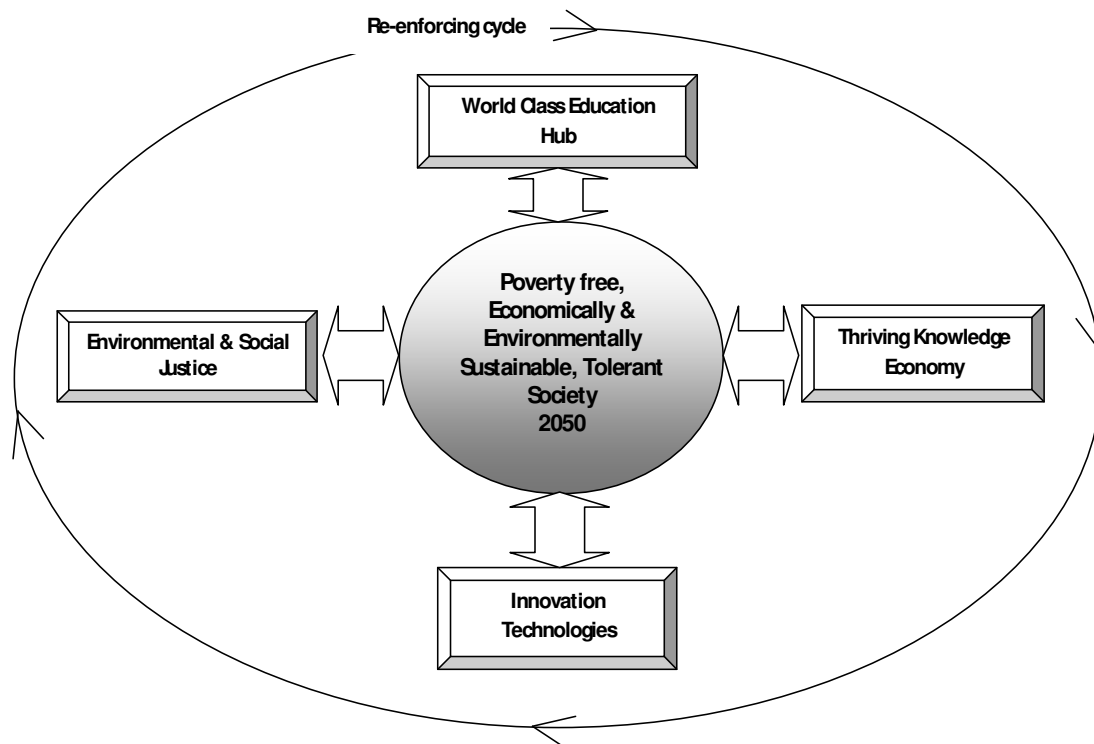 Re-enforcing cycle
World Class Education
Hub
Poverty free,
Economically &
Environmentally
Sustainable, Tolerant
Society
2050
Environmental & Social
Justice
Thriving Knowledge
Economy
Innovation
Technologies